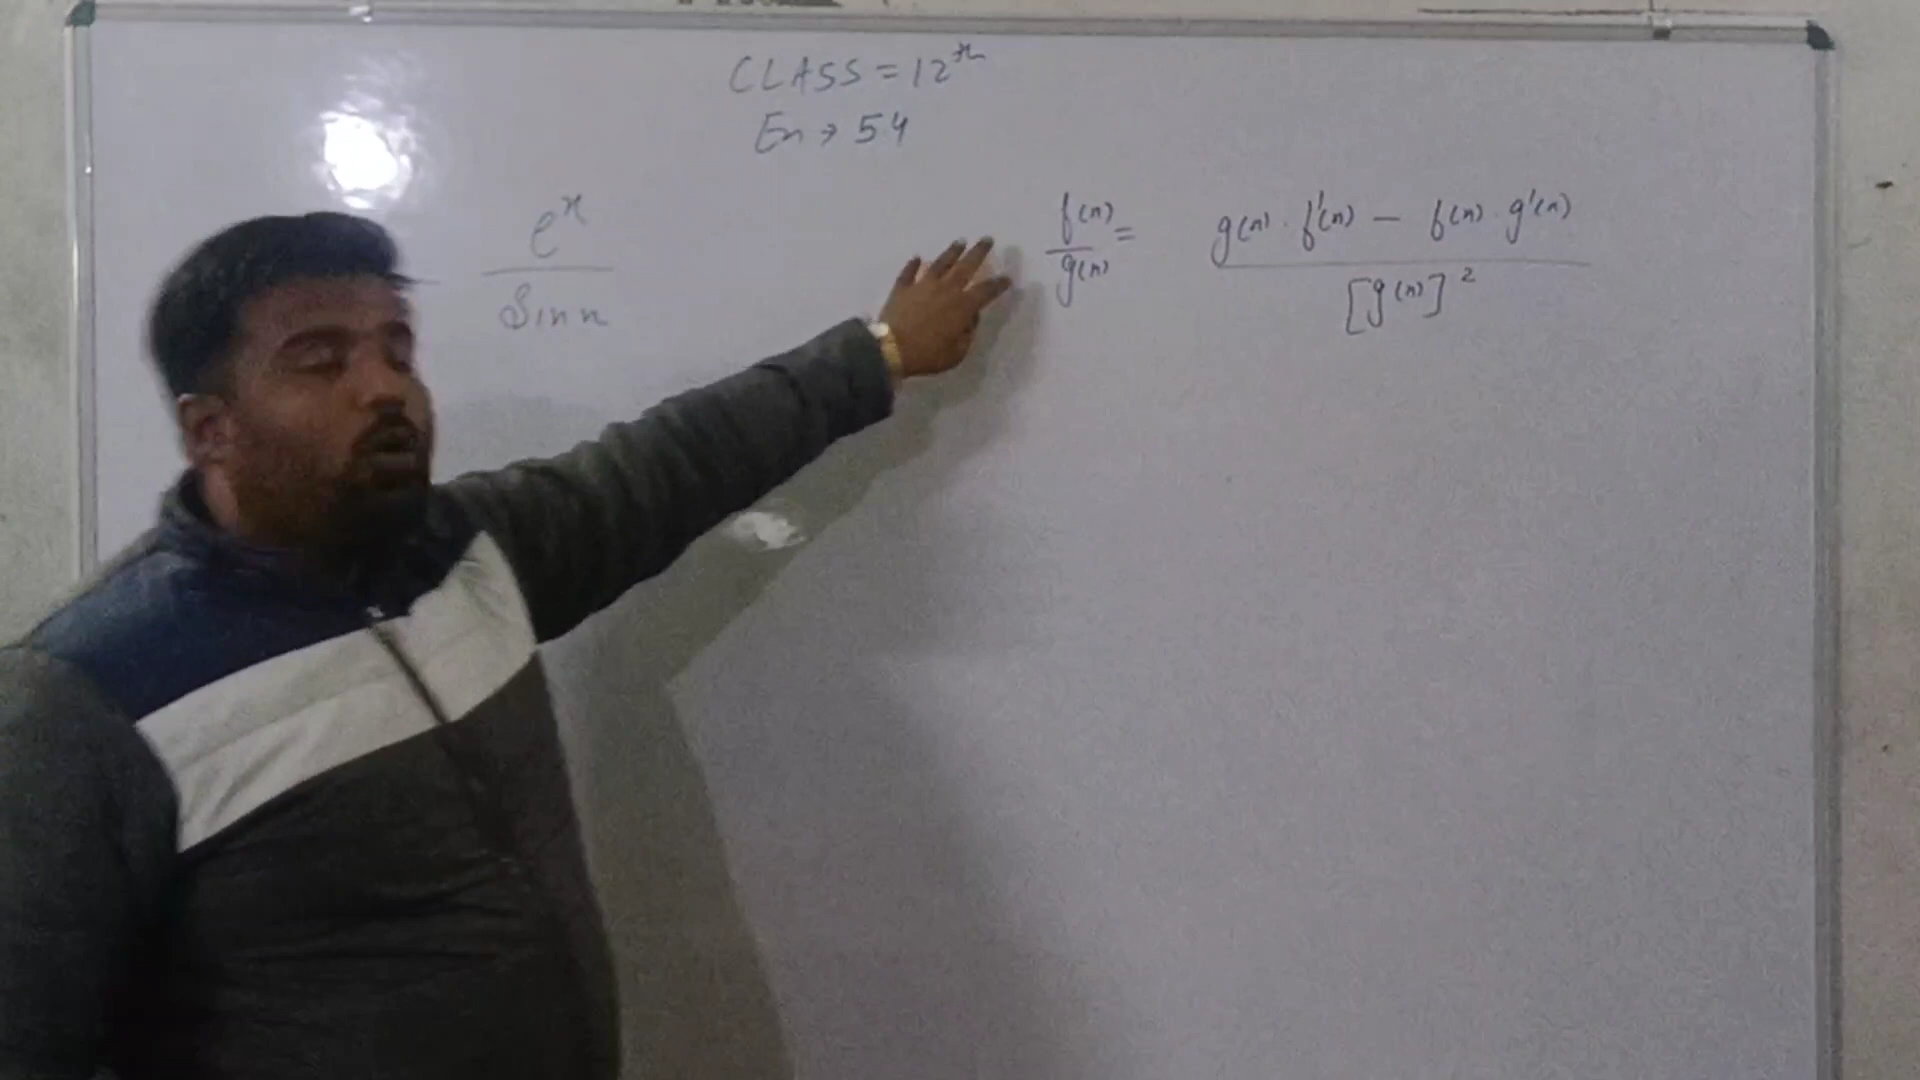 CLASS = 12th
Ex → 5.4
e^x / Sin x
f(x) / g(x) = g(x) . f'(x) - f(x) . g'(x) / [g(x)]²